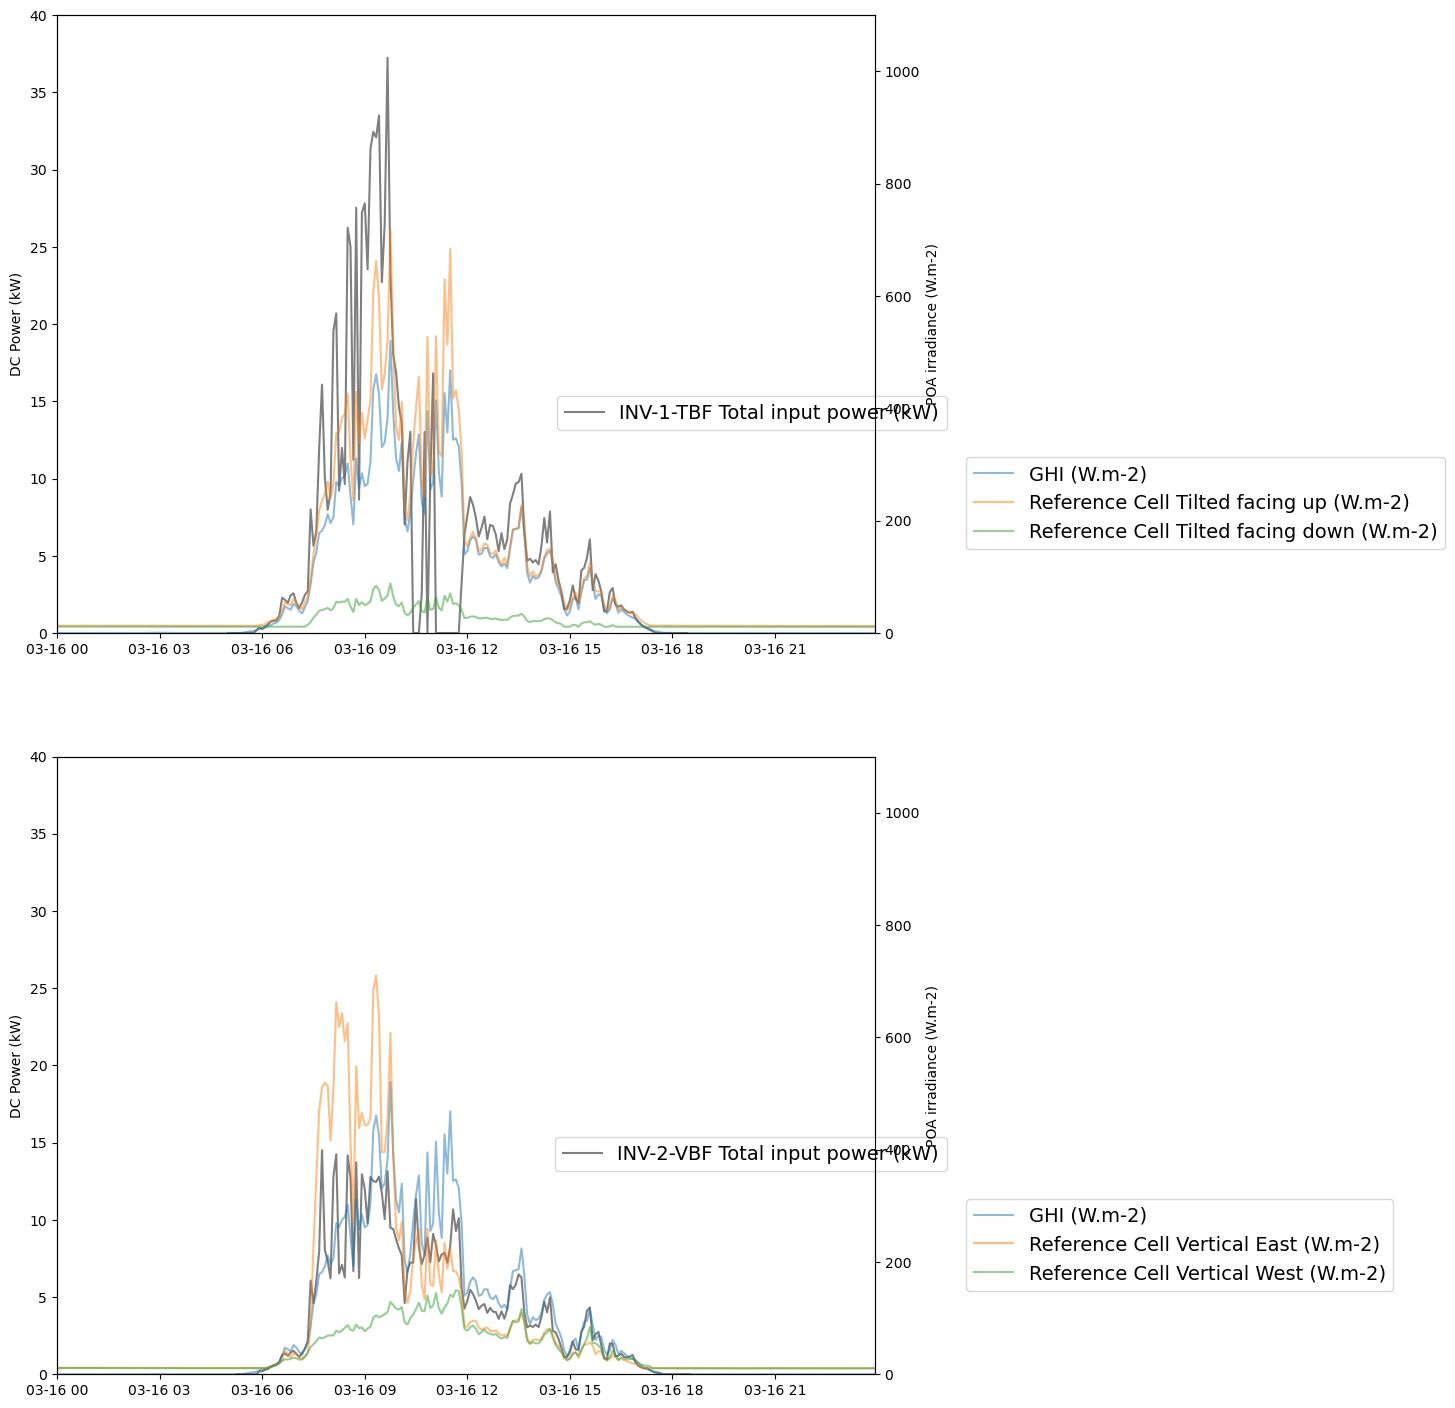 40
35
30
25
20
15
10
5
0
DC Power (kW)
1000
800
600
400
200
0
POA irradiance (W.m-2)
INV-1-TBF Total input power (kW)
GHI (W.m-2)
Reference Cell Tilted facing up (W.m-2)
Reference Cell Tilted facing down (W.m-2)
03-16 00 03-16 03 03-16 06 03-16 09 03-16 12 03-16 15 03-16 18 03-16 21
40
35
30
25
20
15
10
5
0
DC Power (kW)
1000
800
600
400
200
0
POA irradiance (W.m-2)
INV-2-VBF Total input power (kW)
GHI (W.m-2)
Reference Cell Vertical East (W.m-2)
Reference Cell Vertical West (W.m-2)
03-16 00 03-16 03 03-16 06 03-16 09 03-16 12 03-16 15 03-16 18 03-16 21